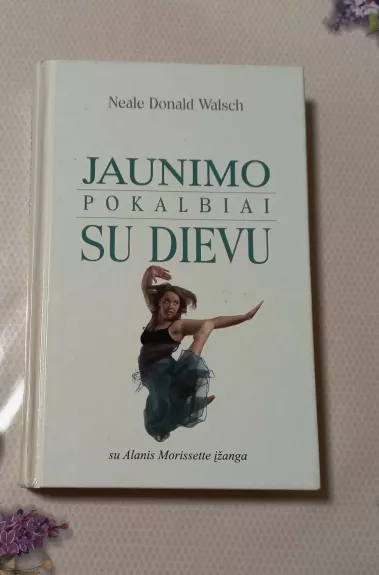 Neale Donald Walsch
JAUNIMO
POKALBIAI
SU DIEVU
su Alanis Morissette įžanga